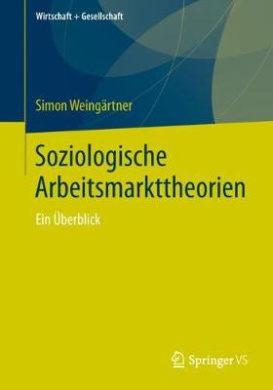 Wirtschaft + Gesellschaft
Simon Weingärtner
Soziologische
Arbeitsmarkttheorien
Ein Überblick
Springer VS